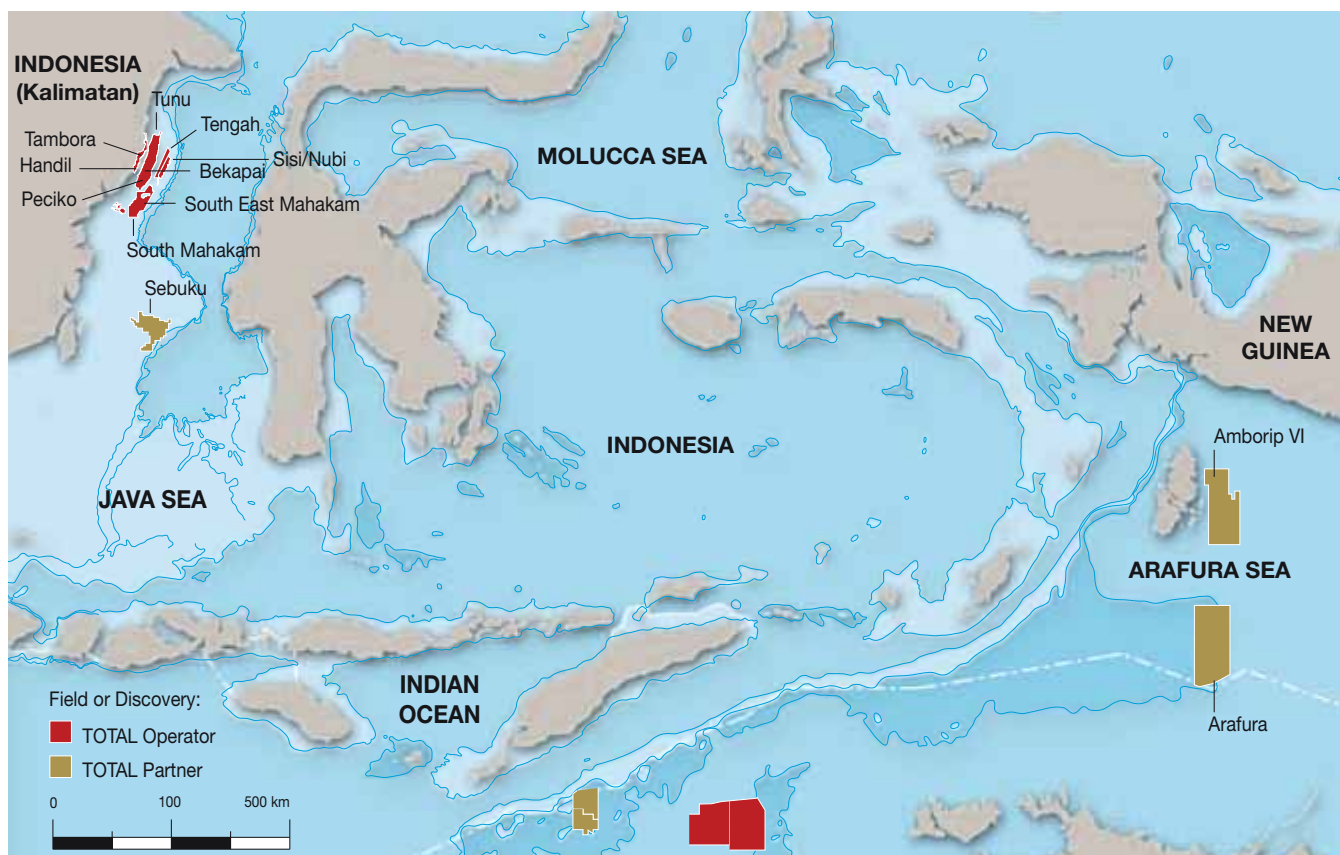 INDONESIA
(Kalimatan)
Tunu
Tengah
Tambora
Sisi/Nubi
Handil
Bekapai
Peciko
South East Mahakam
South Mahakam
Sebuku
MOLUCCA SEA
NEW
GUINEA
INDONESIA
Amborip VI
JAVA SEA
ARAFURA SEA
INDIAN
OCEAN
Arafura
Field or Discovery:
TOTAL Operator
TOTAL Partner
0 100 500 km